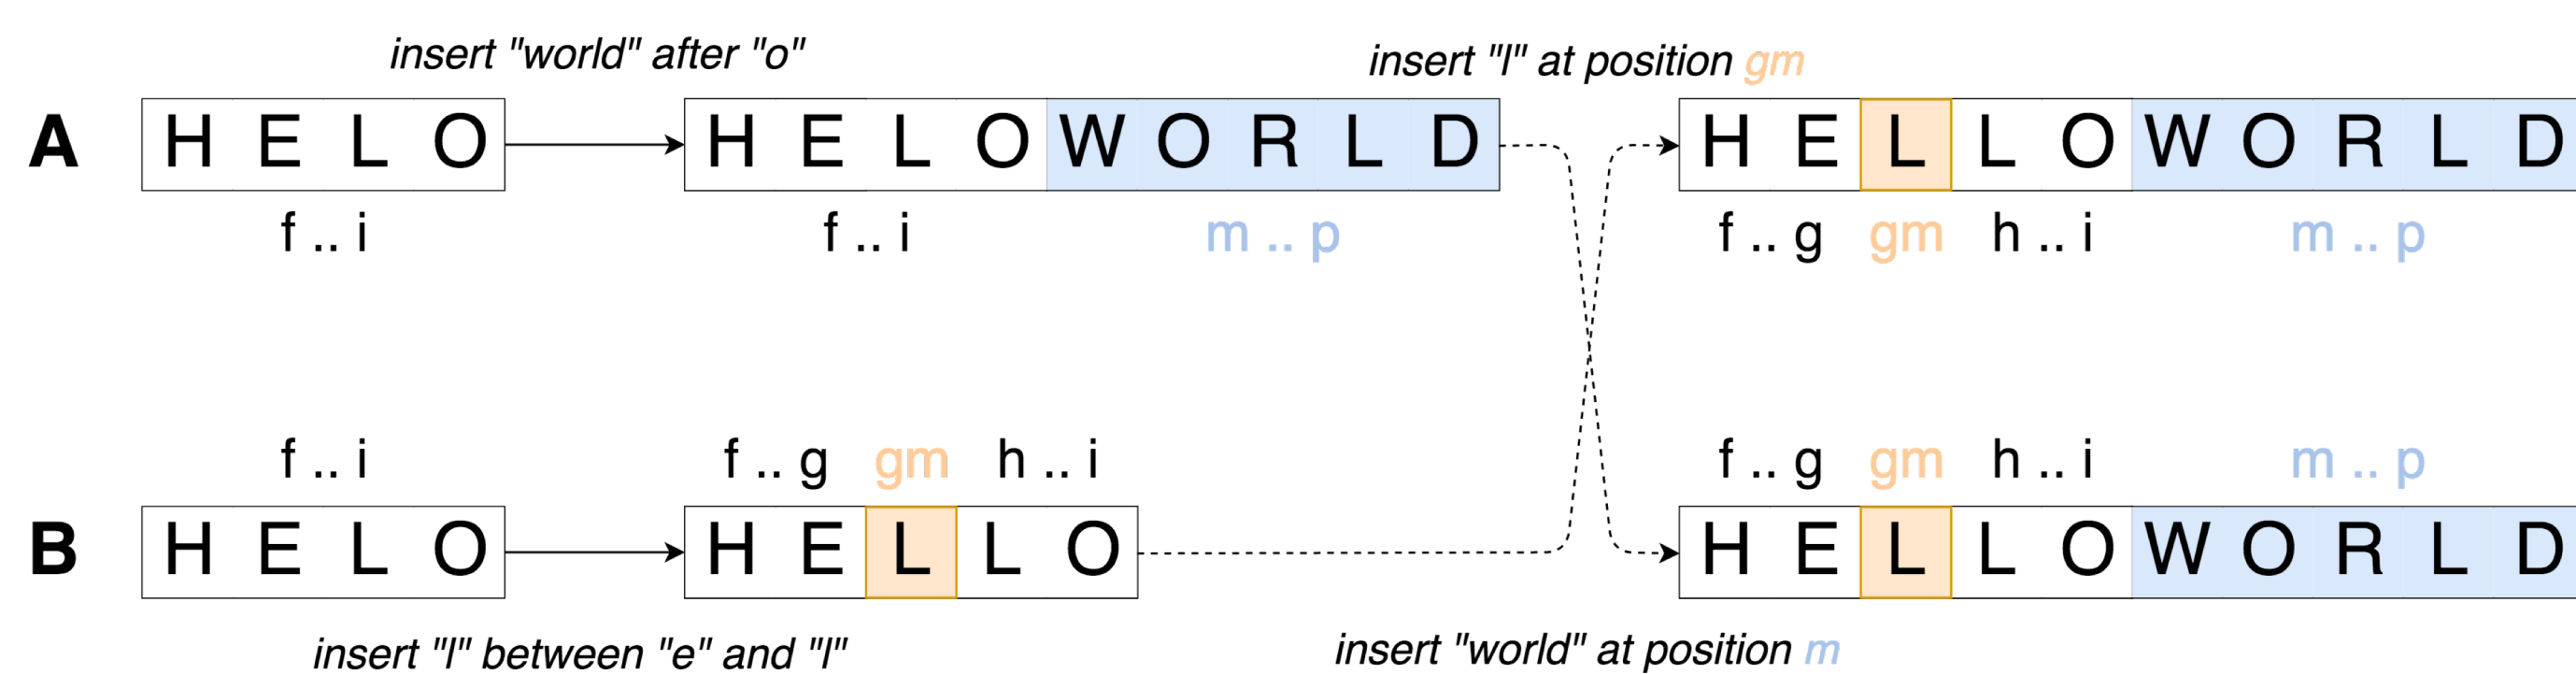 insert "world" after "o"
insert "l" at position gm
A
H E L O
H E L O W O R L D
H E L L O W O R L D
f .. i
f .. i
m .. p
f .. g
gm
h .. i
m .. p
f .. i
f .. g
gm
h .. i
f .. g
gm
h .. i
m .. p
B
H E L O
H E L L O
H E L L O W O R L D
insert "l" between "e" and "l"
insert "world" at position m